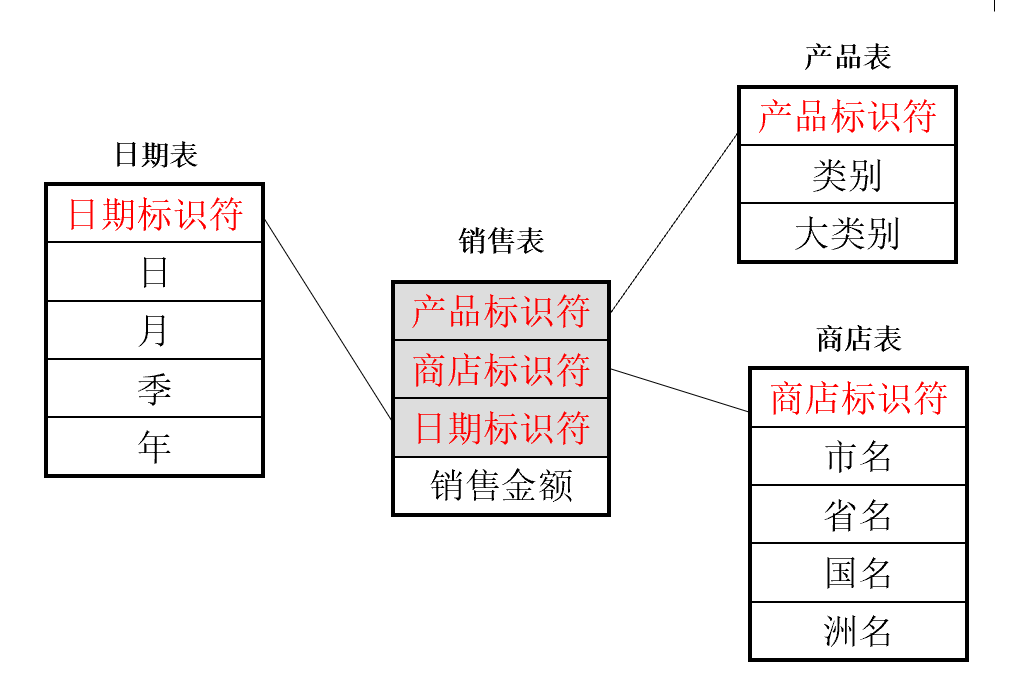 日期表
日期标识符
日
月
季
年
销售表
产品标识符
商店标识符
日期标识符
销售金额
产品表
产品标识符
类别
大类别
商店表
商店标识符
市名
省名
国名
洲名